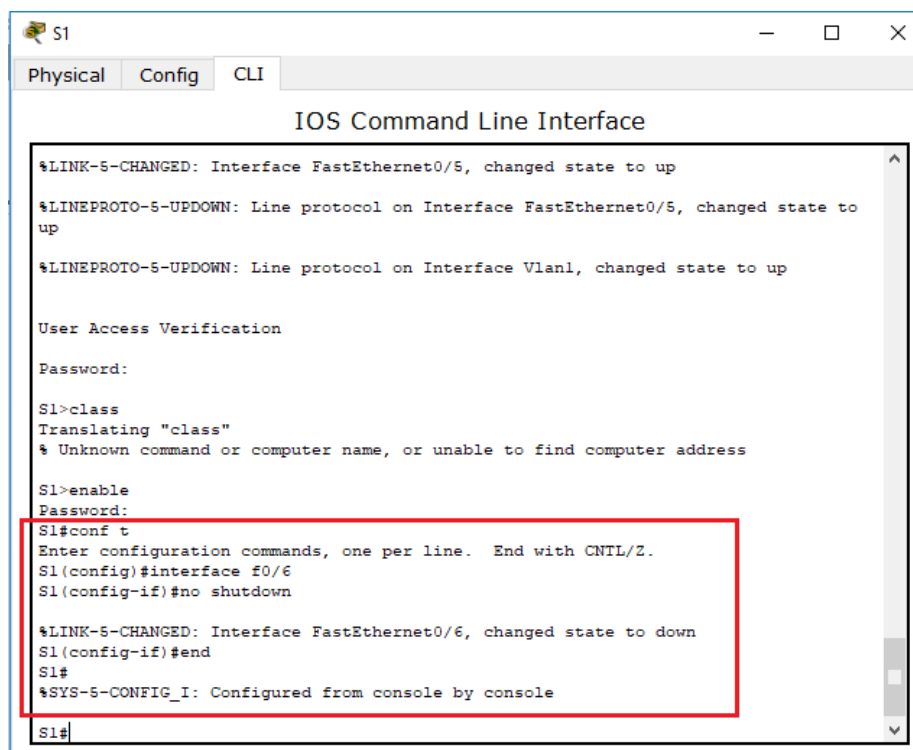 S1
Physical Config CLI
IOS Command Line Interface
%LINK-5-CHANGED: Interface FastEthernet0/5, changed state to up
%LINEPROTO-5-UPDOWN: Line protocol on Interface FastEthernet0/5, changed state to
up
%LINEPROTO-5-UPDOWN: Line protocol on Interface Vlan1, changed state to up
User Access Verification
Password:
S1>class
Translating "class"
% Unknown command or computer name, or unable to find computer address
S1>enable
Password:
S1#conf t
Enter configuration commands, one per line.  End with CNTL/Z.
S1(config)#interface f0/6
S1(config-if)#no shutdown
%LINK-5-CHANGED: Interface FastEthernet0/6, changed state to down
S1(config-if)#end
S1#
%SYS-5-CONFIG_I: Configured from console by console
S1#